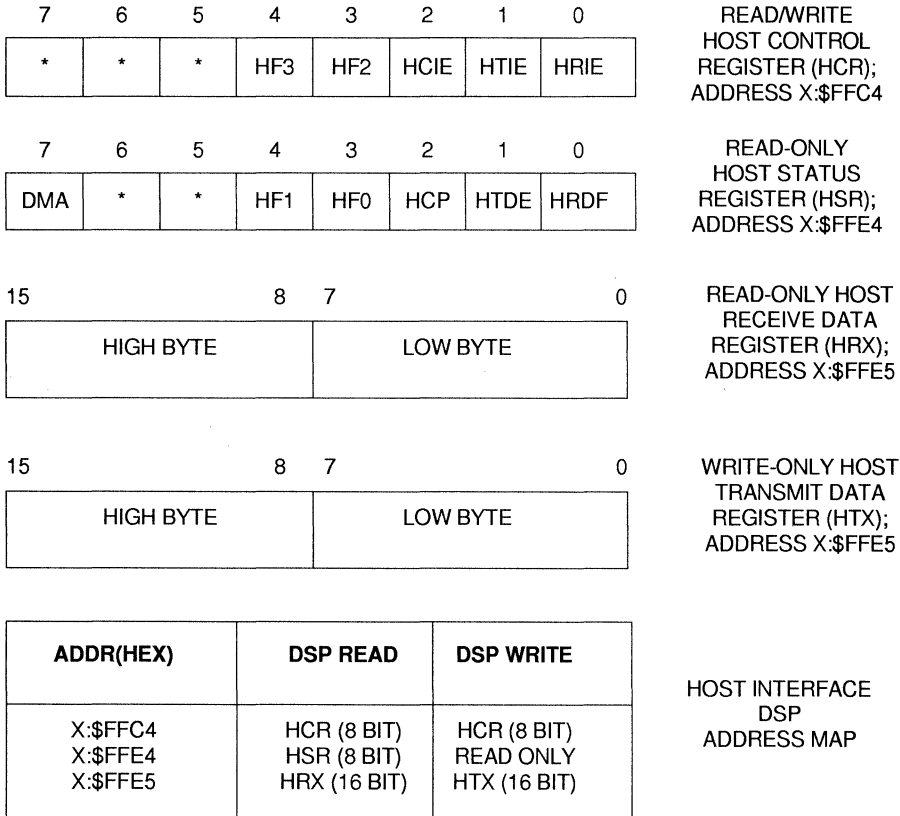 7 6 5 4 3 2 1 0
* * * HF3 HF2 HCIE HTIE HRIE
READ/WRITE
HOST CONTROL
REGISTER (HCR);
ADDRESS X:$FFC4
7 6 5 4 3 2 1 0
DMA * * HF1 HF0 HCP HTDE HRDF
READ-ONLY
HOST STATUS
REGISTER (HSR);
ADDRESS X:$FFE4
15 8 7 0
HIGH BYTE LOW BYTE
READ-ONLY HOST
RECEIVE DATA
REGISTER (HRX);
ADDRESS X:$FFE5
15 8 7 0
HIGH BYTE LOW BYTE
WRITE-ONLY HOST
TRANSMIT DATA
REGISTER (HTX);
ADDRESS X:$FFE5
ADDR(HEX) DSP READ DSP WRITE
X:$FFC4 HCR (8 BIT) HCR (8 BIT)
X:$FFE4 HSR (8 BIT) READ ONLY
X:$FFE5 HRX (16 BIT) HTX (16 BIT)
HOST INTERFACE
DSP
ADDRESS MAP